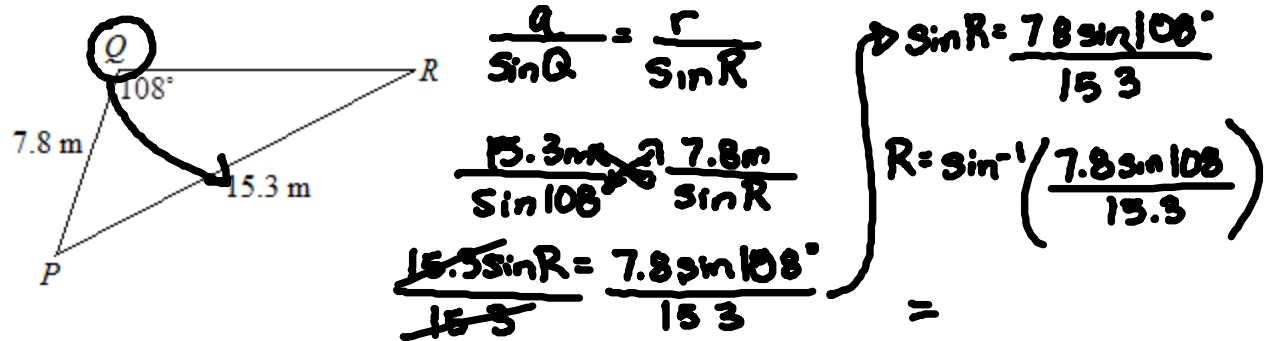 Q
108°
R
7.8 m
15.3 m
P
q/sinQ = r/sinR
15.3m/sin108 = 7.8m/sinR
15.3sinR/15.3 = 7.8sin108°/15.3
sinR = 7.8sin108°/15.3
R = sin⁻¹(7.8sin108/15.3)
=